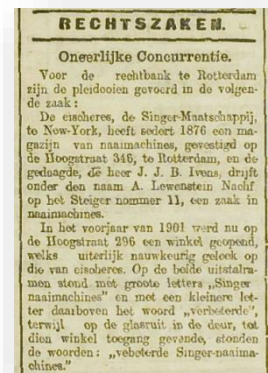 RECHTSZAKEN.
Oneerlijke Concurrentie.
Voor de rechtbank te Rotterdam
zijn de pleidooien gevoerd in de volgen-
de zaak:
De eischeres, de Singer-Maatschappij,
te New-York, heeft sedert 1876 een ma-
gazijn van naaimachines, gevestigd op
de Hoogstraat 346, te Rotterdam, en de
gedaagde, de heer J. J. B. Ivens, drijft
onder den naam A. Lewenstein Nachf
op het Steiger nommer 11, een zaak in
naaimachines.
In het voorjaar van 1901 werd nu op
de Hoogstraat 296 een winkel geopend,
welks uiterlijk nauwkeurig geleek op
die van eischeres. Op de beide uitstalra-
men stond met groote letters „Singer
naaimachines" en met een kleinere let-
ter daarboven het woord „verbeterde",
terwijl op de glasruit in de deur, tot
dien winkel toegang gevande, stonden
de woorden: „vebeterde Singer-naaima-
chines."